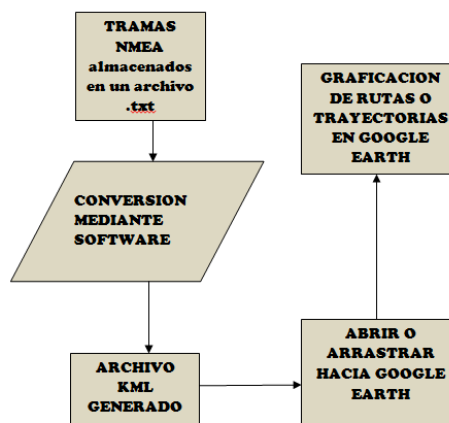 TRAMAS
NMEA
almacenados
en un archivo
.txt
CONVERSION
MEDIANTE
SOFTWARE
ARCHIVO
KML
GENERADO
ABRIR O
ARRASTRAR
HACIA GOOGLE
EARTH
GRAFICACION
DE RUTAS O
TRAYECTORIAS
EN GOOGLE
EARTH